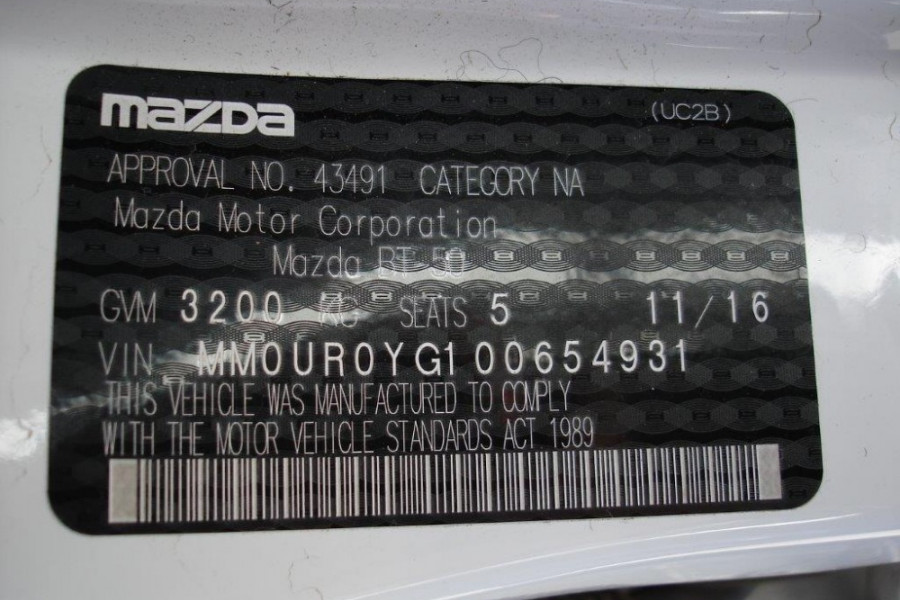 mazda
(UC2B)
APPROVAL NO. 43491 CATEGORY NA
Mazda Motor Corporation
Mazda BT-50
GVM 3200 KG SEATS 5 11/16
VIN MM0UR0YG100654931
THIS VEHICLE WAS MANUFACTURED TO COMPLY
WITH THE MOTOR VEHICLE STANDARDS ACT 1989